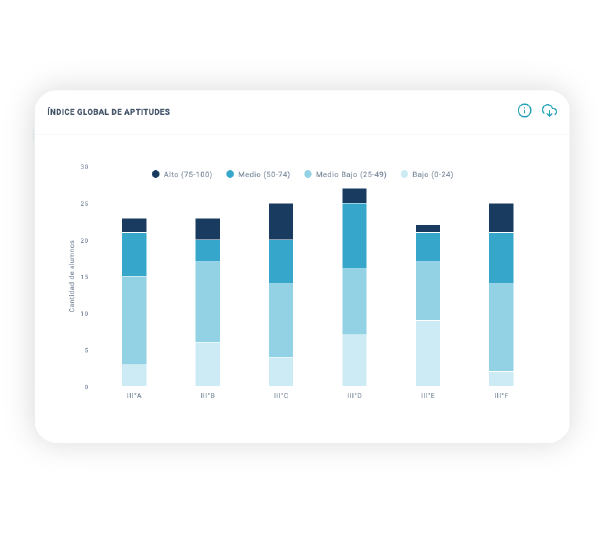 ÍNDICE GLOBAL DE APTITUDES
Alto (75-100) Medio (50-74) Medio Bajo (25-49) Bajo (0-24)
Cantidad de alumnos
30
25
20
15
10
5
0
III°A III°B III°C III°D III°E III°F